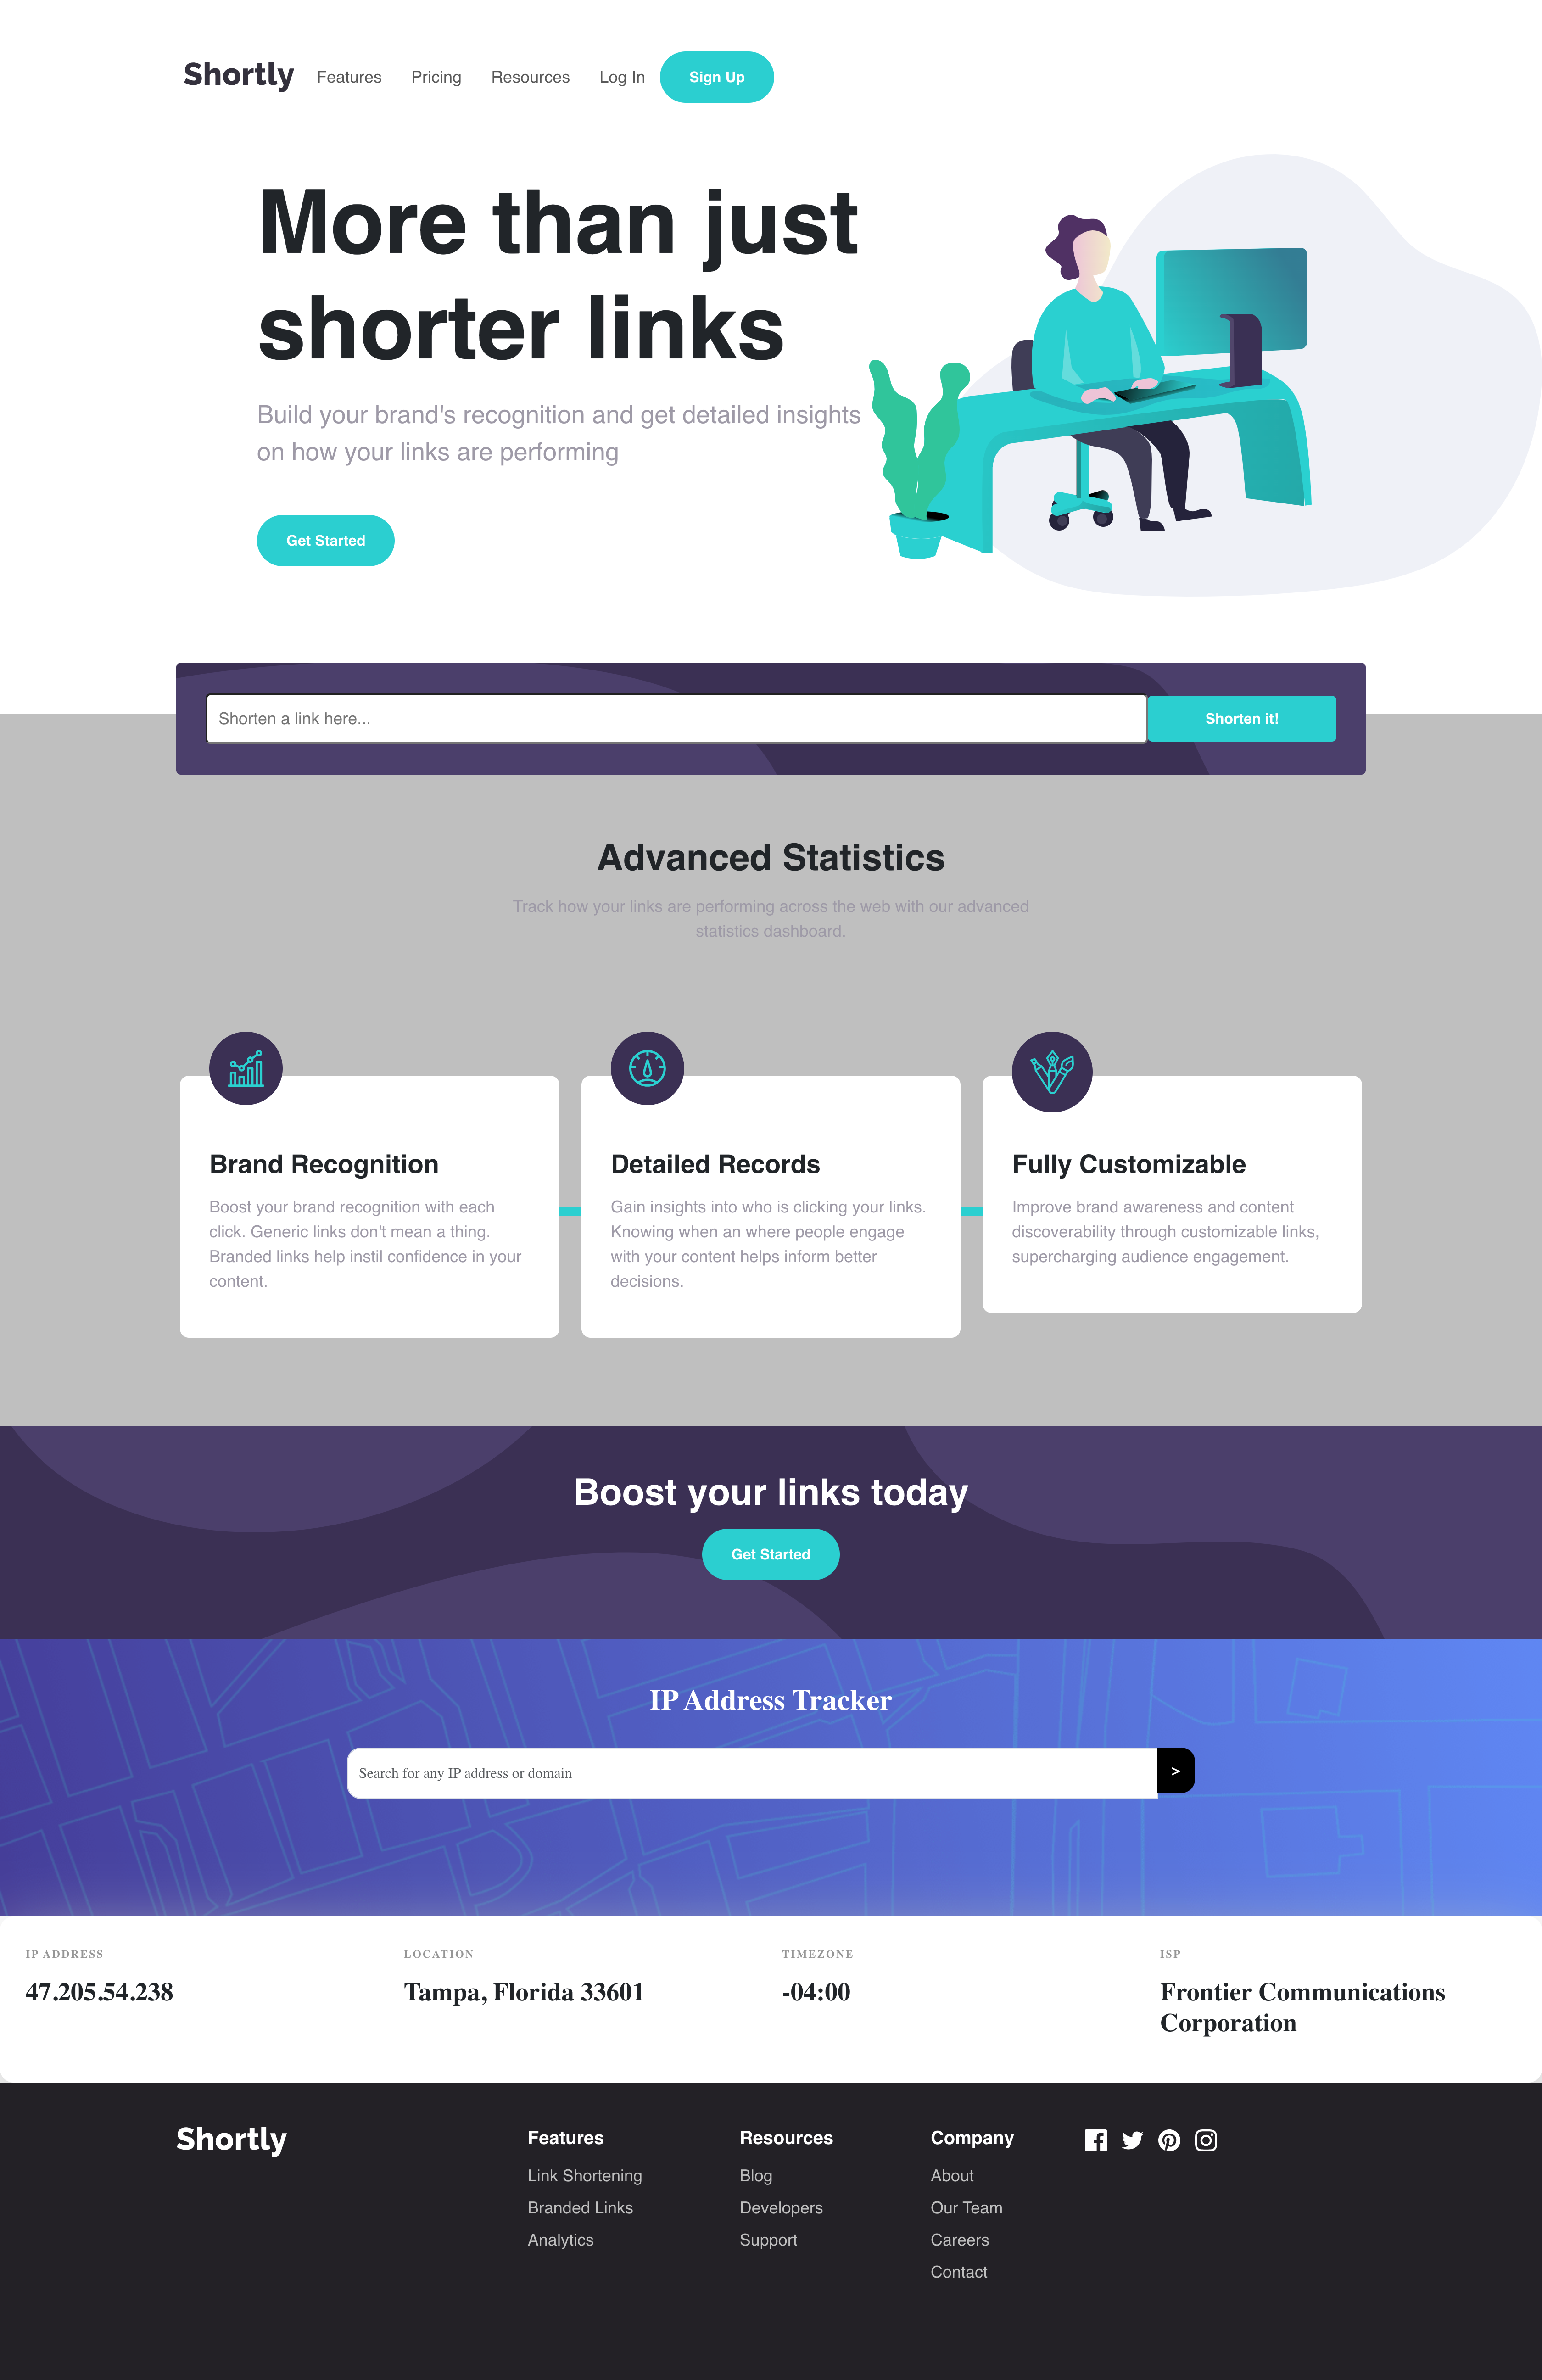 Shortly
Features
Pricing
Resources
Log In
Sign Up
More than just
shorter links
Build your brand's recognition and get detailed insights
on how your links are performing
Get Started
Shorten a link here...
Shorten it!
Advanced Statistics
Track how your links are performing across the web with our advanced
statistics dashboard.
Brand Recognition
Boost your brand recognition with each
click. Generic links don't mean a thing.
Branded links help instil confidence in your
content.
Detailed Records
Gain insights into who is clicking your links.
Knowing when an where people engage
with your content helps inform better
decisions.
Fully Customizable
Improve brand awareness and content
discoverability through customizable links,
supercharging audience engagement.
Boost your links today
Get Started
IP Address Tracker
Search for any IP address or domain
>
IP ADDRESS
47.205.54.238
LOCATION
Tampa, Florida 33601
TIMEZONE
-04:00
ISP
Frontier Communications
Corporation
Shortly
Features
Link Shortening
Branded Links
Analytics
Resources
Blog
Developers
Support
Company
About
Our Team
Careers
Contact